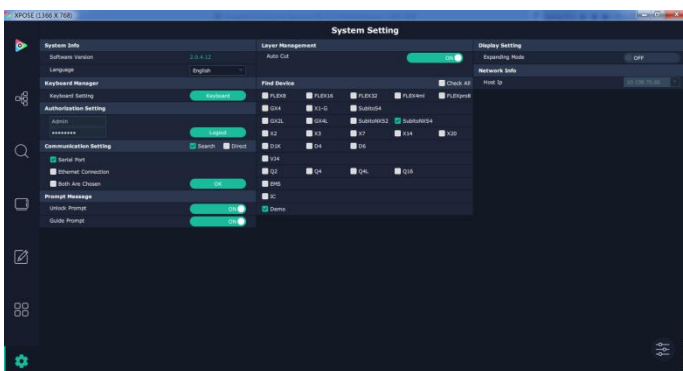 XPOSE (1366 X 768)
System Setting
System Info
Software Version 2.0.4.12
Language English
Keyboard Manager
Keyboard Setting Keyboard
Authorization Setting
Admin
********
Logout
Communication Setting Search Direct
Serial Port
Ethernet Connection
Both Are Chosen OK
Prompt Message
Unlock Prompt ON
Guide Prompt ON
Layer Management
Auto Cut ON
Find Device Check All
FLEX8 FLEX16 FLEX32 FLEX4mi FLEXpro8
GX4 X1-G SubitoS4
GX2L GX4L SubitoNXS2 SubitoNXS4
X2 X3 X7 X14 X20
D1K D4 D6
VJ4
Q2 Q4 Q4L Q16
EMS
IC
Demo
Display Setting
Expanding Mode OFF
Network Info
Host Ip